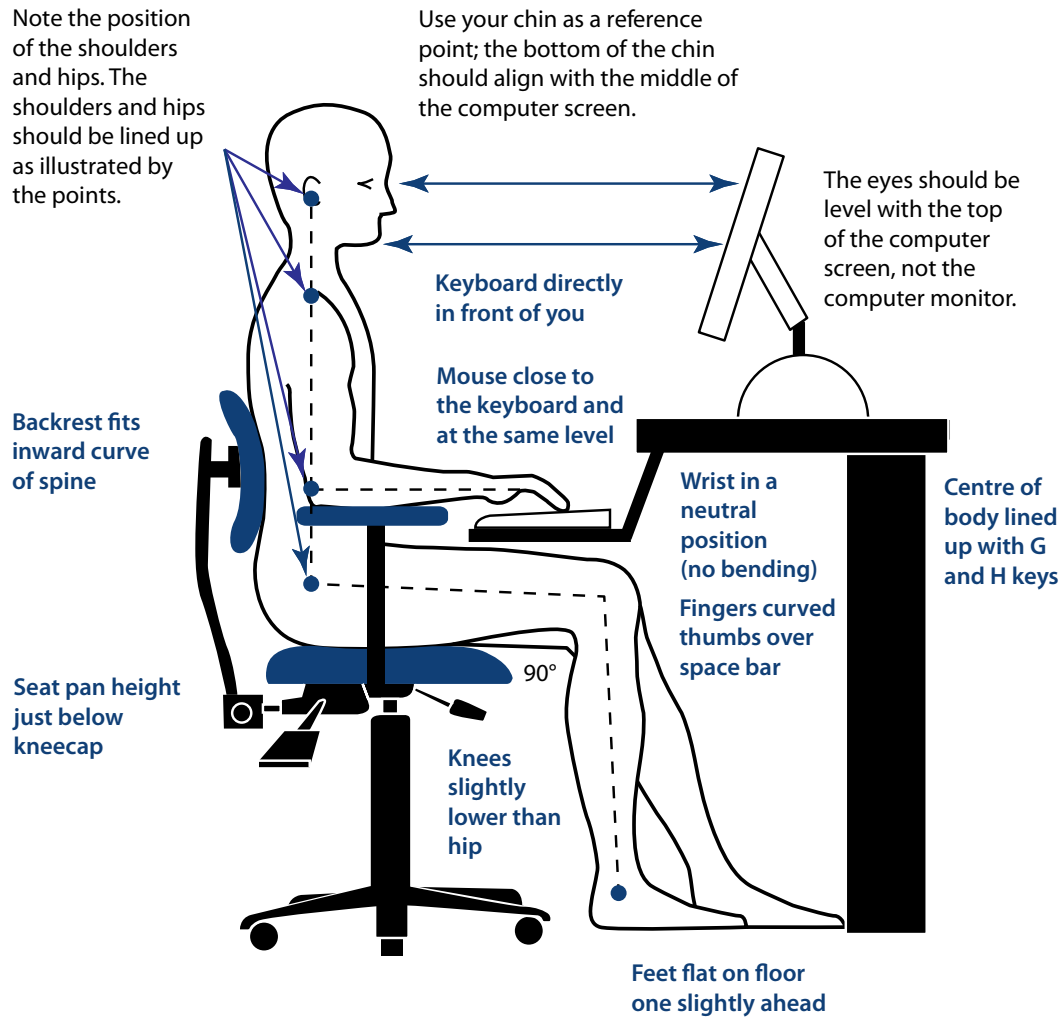 Note the position
of the shoulders
and hips. The
shoulders and hips
should be lined up
as illustrated by
the points.
Use your chin as a reference
point; the bottom of the chin
should align with the middle of
the computer screen.
The eyes should be
level with the top
of the computer
screen, not the
computer monitor.
Keyboard directly
in front of you
Mouse close to
the keyboard and
at the same level
Backrest fits
inward curve
of spine
Wrist in a
neutral
position
(no bending)
Fingers curved
thumbs over
space bar
Centre of
body lined
up with G
and H keys
90°
Seat pan height
just below
kneecap
Knees
slightly
lower than
hip
Feet flat on floor
one slightly ahead